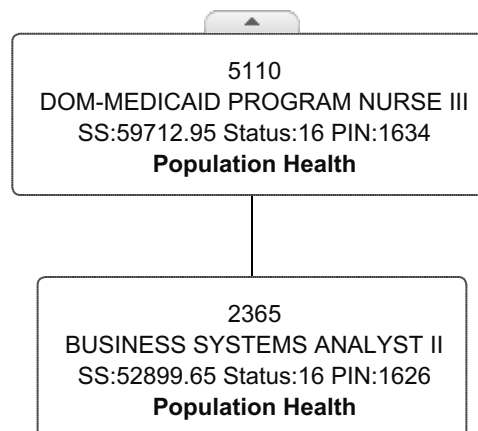 5110
DOM-MEDICAID PROGRAM NURSE III
SS:59712.95 Status:16 PIN:1634
Population Health
2365
BUSINESS SYSTEMS ANALYST II
SS:52899.65 Status:16 PIN:1626
Population Health